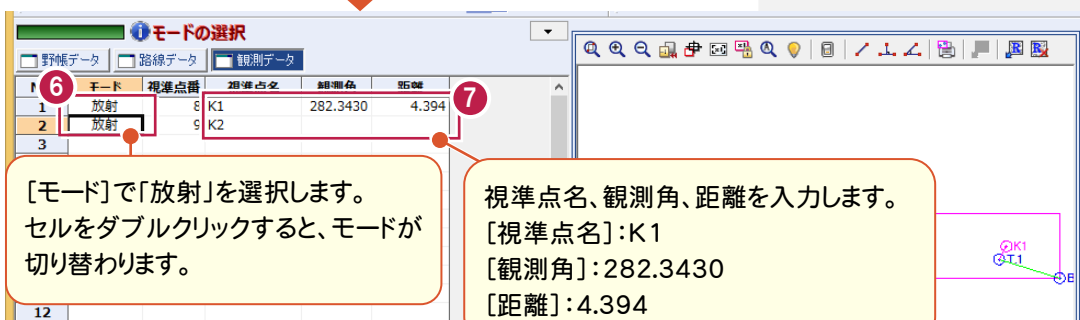 モードの選択
野帳データ 路線データ 観測データ
モード 視準点番 視準点名 観測角 距離
1 放射 8 K1 282.3430 4.394
2 放射 9 K2
3
6
7
[モード]で「放射」を選択します。
セルをダブルクリックすると、モードが
切り替わります。
12
視準点名、観測角、距離を入力します。
[視準点名]：K1
[観測角]：282.3430
[距離]：4.394
K1
T.1